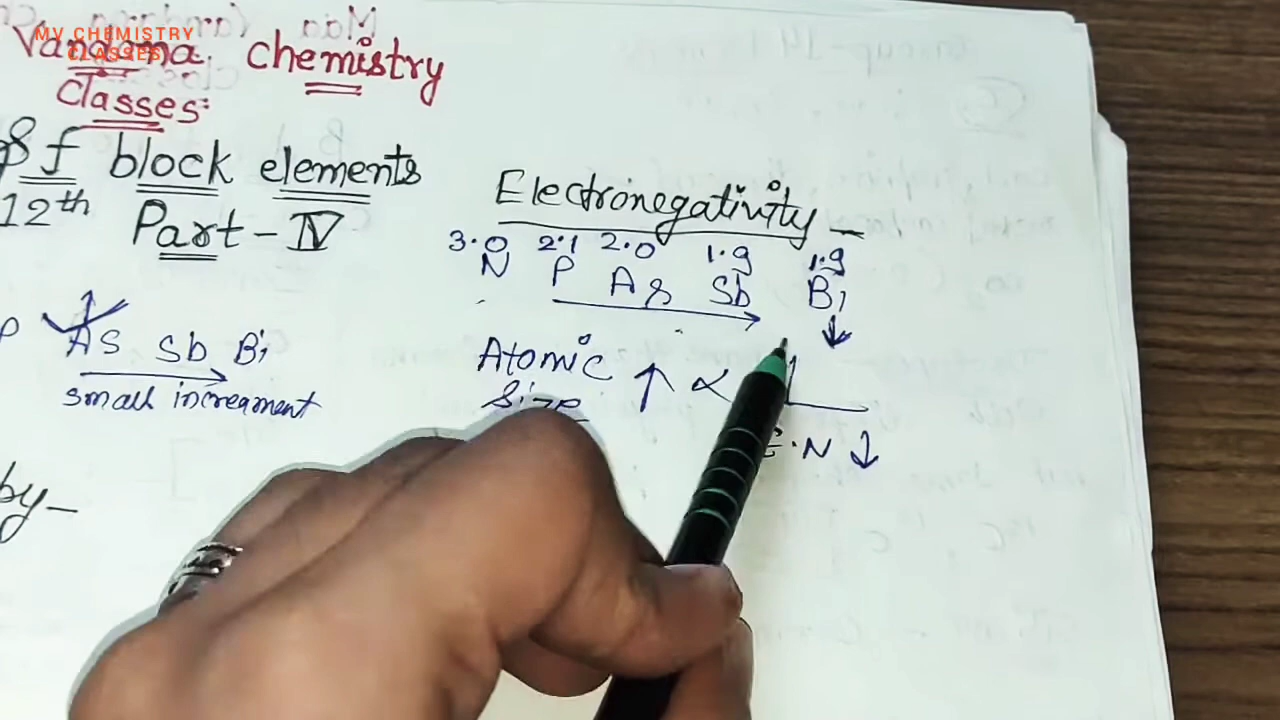 MV CHEMISTRY
CLASSES
Vandana Chemistry
Classes:
f block elements
12th
Part - IV
P As Sb Bi
small increament
by -
Electronegativity -
3.0 2.1 2.0 1.9 1.9
N P As Sb Bi
Atomic ↑ ∝
Size
E.N ↓